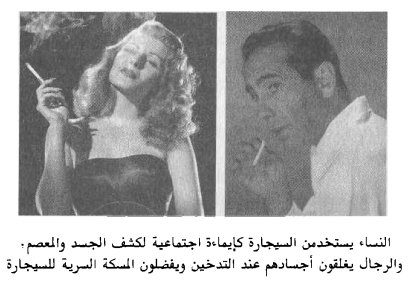 النساء يستخدمن السيجارة كإيماءة اجتماعية لكشف الجسد والمعصم؛
والرجال يغلقون أجسادهم عند التدخين ويفضلون المسكة السرية للسيجارة